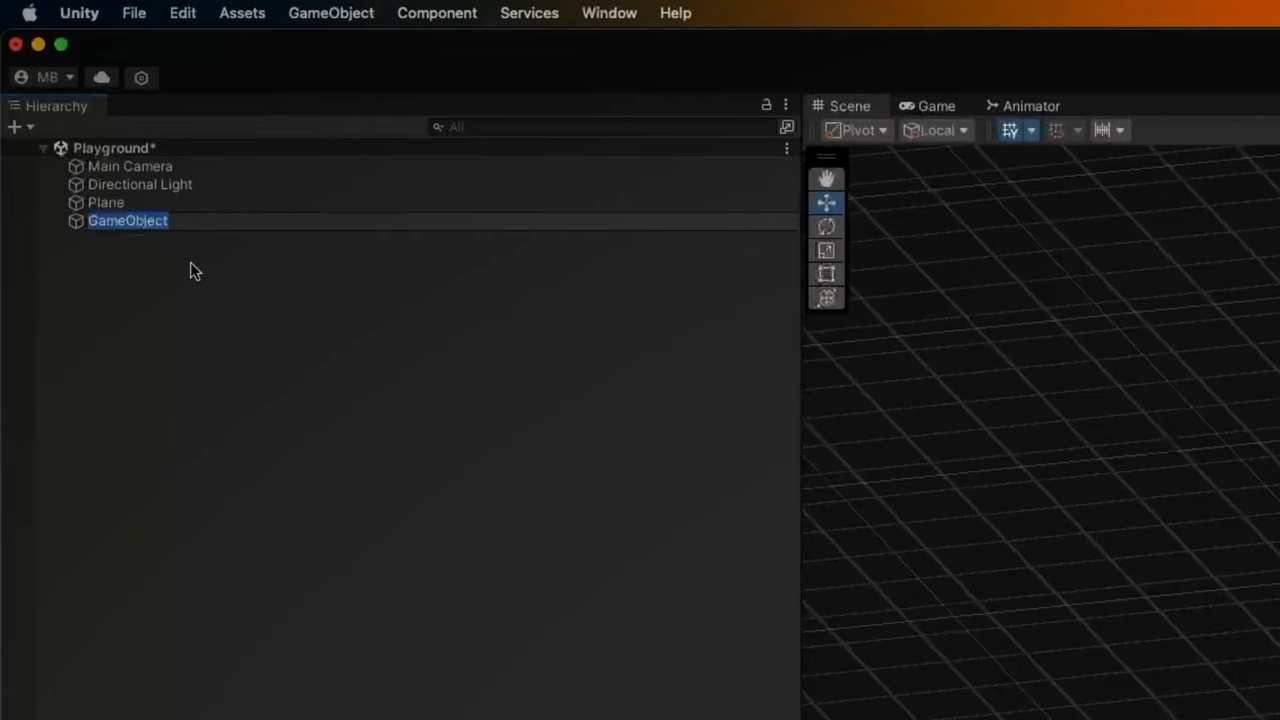 Unity File Edit Assets GameObject Component Services Window Help
MB
Hierarchy
Scene Game Animator
All
Pivot Local
Playground*
Main Camera
Directional Light
Plane
GameObject